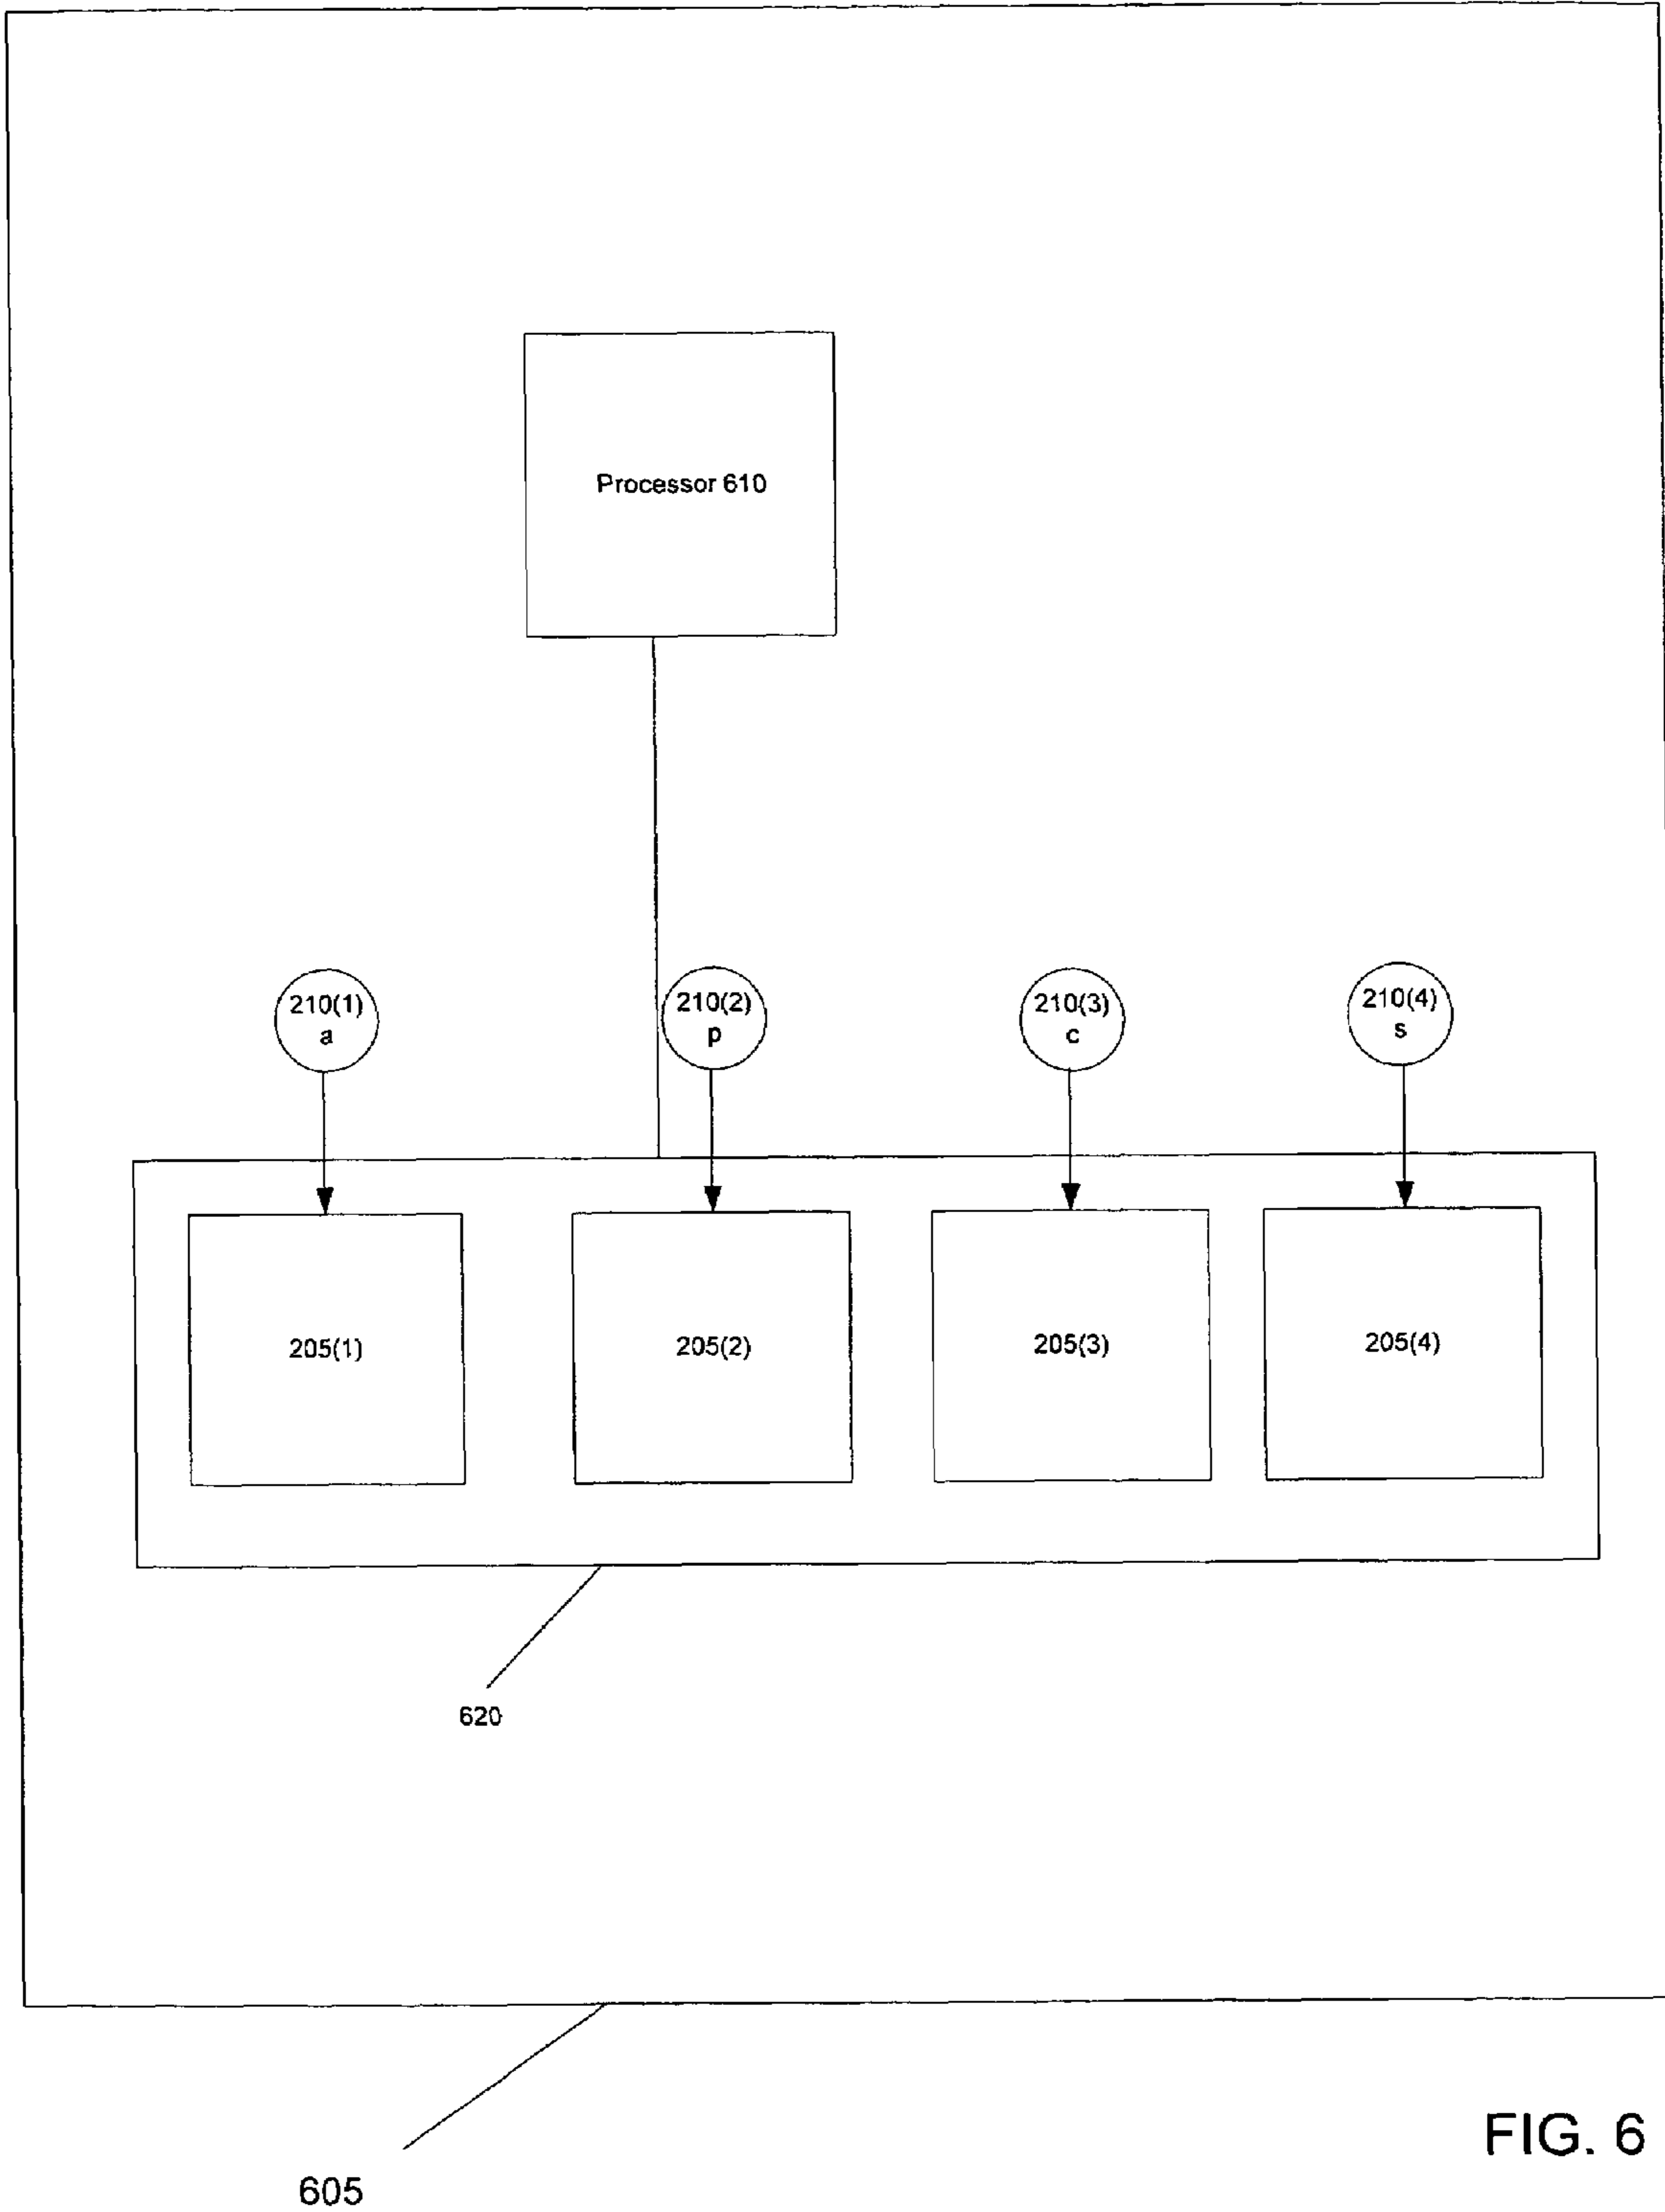 Processor 610
210(1)
a
210(2)
p
210(3)
c
210(4)
s
205(1)
205(2)
205(3)
205(4)
620
605
FIG. 6